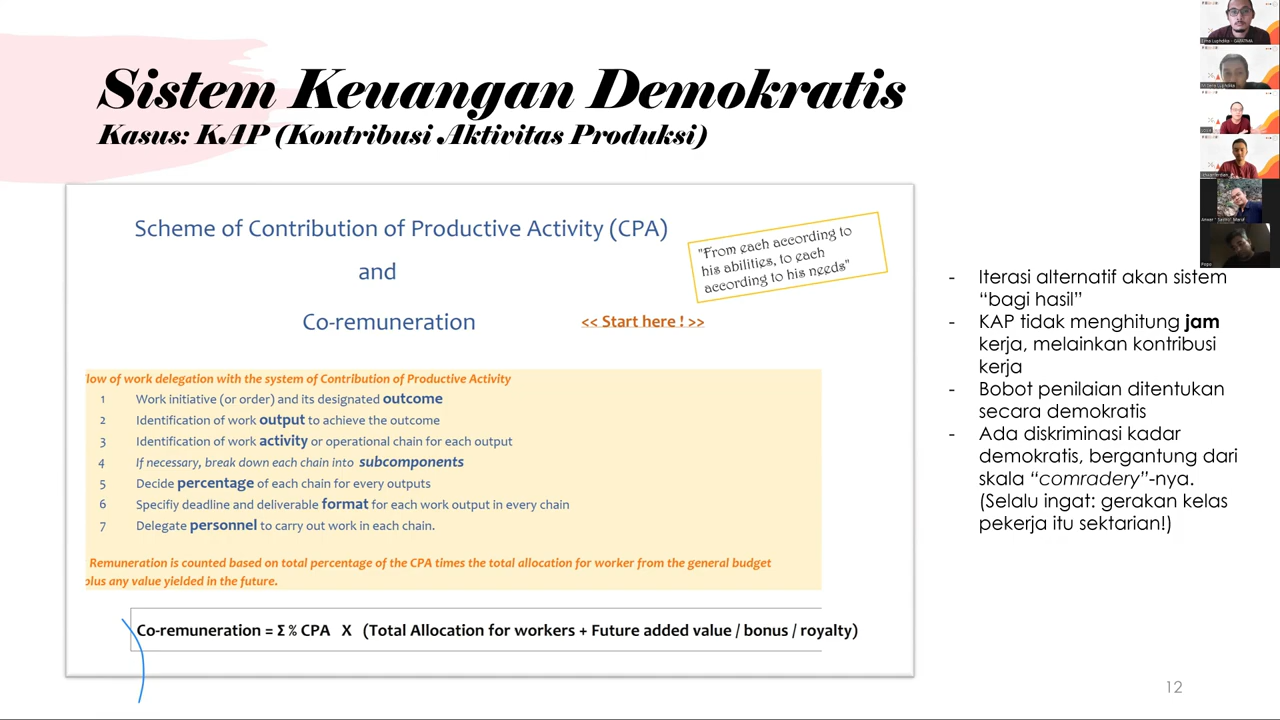 Sistem Keuangan Demokratis
Kasus: KAP (Kontribusi Aktivitas Produksi)
Scheme of Contribution of Productive Activity (CPA)
and
Co-remuneration
"From each according to
his abilities, to each
according to his needs"
<< Start here ! >>
low of work delegation with the system of Contribution of Productive Activity
1 Work initiative (or order) and its designated outcome
2 Identification of work output to achieve the outcome
3 Identification of work activity or operational chain for each output
4 If necessary, break down each chain into subcomponents
5 Decide percentage of each chain for every outputs
6 Specifiy deadline and deliverable format for each work output in every chain
7 Delegate personnel to carry out work in each chain.
Remuneration is counted based on total percentage of the CPA times the total allocation for worker from the general budget
plus any value yielded in the future.
Co-remuneration = Σ % CPA X (Total Allocation for workers + Future added value / bonus / royalty)
- Iterasi alternatif akan sistem
"bagi hasil"
- KAP tidak menghitung jam
kerja, melainkan kontribusi
kerja
- Bobot penilaian ditentukan
secara demokratis
- Ada diskriminasi kadar
demokratis, bergantung dari
skala "comradery"-nya.
(Selalu ingat: gerakan kelas
pekerja itu sektarian!)
12